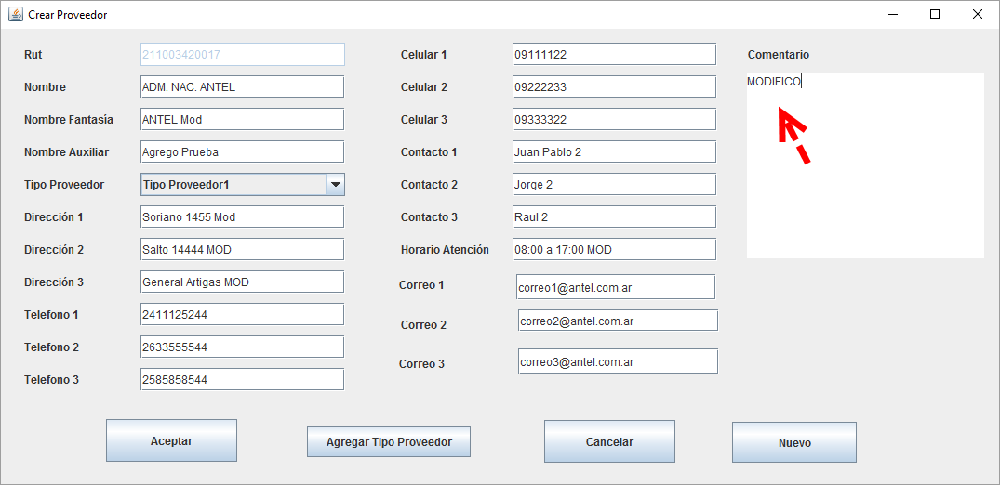 Crear Proveedor
Rut 211003420017
Nombre ADM. NAC. ANTEL
Nombre Fantasía ANTEL Mod
Nombre Auxiliar Agrego Prueba
Tipo Proveedor Tipo Proveedor1
Dirección 1 Soriano 1455 Mod
Dirección 2 Salto 14444 MOD
Dirección 3 General Artigas MOD
Telefono 1 2411125244
Telefono 2 2633555544
Telefono 3 2585858544
Celular 1 09111122
Celular 2 09222233
Celular 3 09333322
Contacto 1 Juan Pablo 2
Contacto 2 Jorge 2
Contacto 3 Raul 2
Horario Atención 08:00 a 17:00 MOD
Correo 1 correo1@antel.com.ar
Correo 2 correo2@antel.com.ar
Correo 3 correo3@antel.com.ar
Comentario
MODIFICO
Aceptar
Agregar Tipo Proveedor
Cancelar
Nuevo